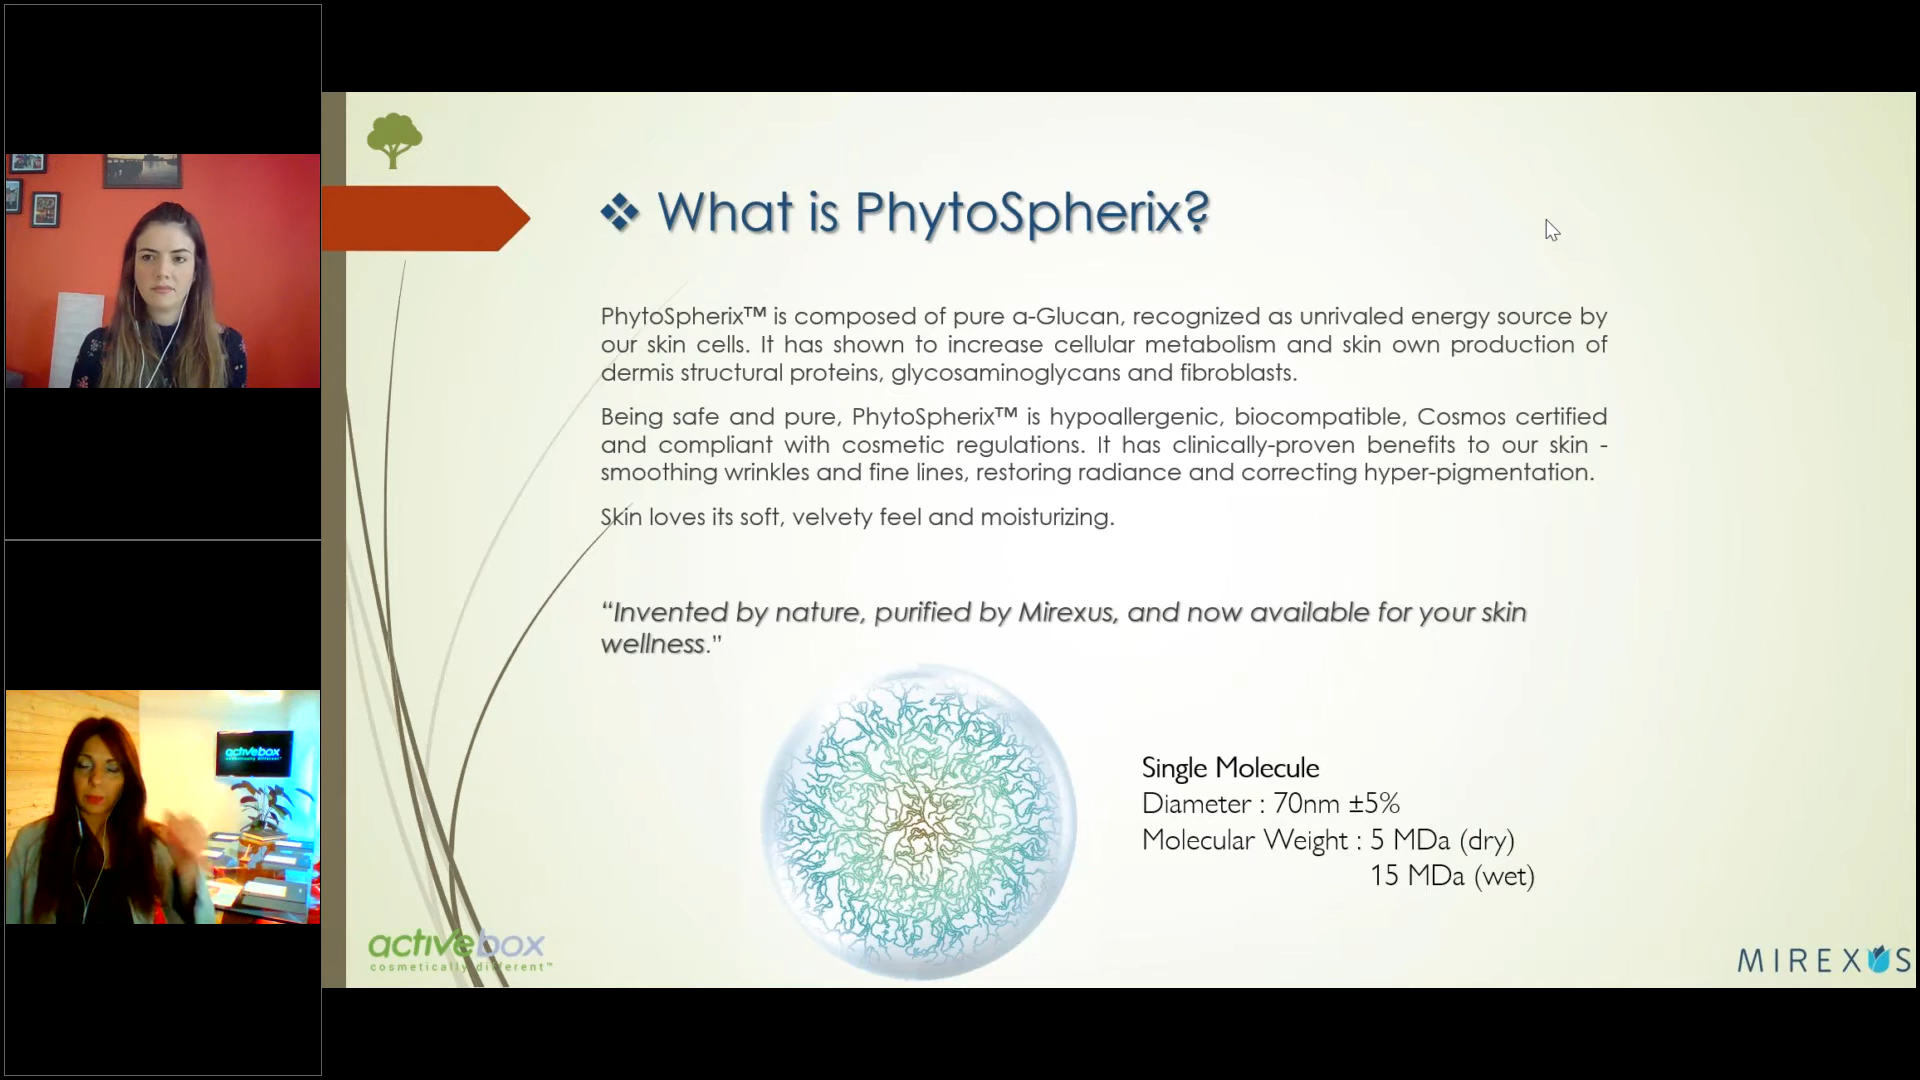 What is PhytoSpherix?
PhytoSpherix™ is composed of pure α-Glucan, recognized as unrivaled energy source by
our skin cells. It has shown to increase cellular metabolism and skin own production of
dermis structural proteins, glycosaminoglycans and fibroblasts.
Being safe and pure, PhytoSpherix™ is hypoallergenic, biocompatible, Cosmos certified
and compliant with cosmetic regulations. It has clinically-proven benefits to our skin -
smoothing wrinkles and fine lines, restoring radiance and correcting hyper-pigmentation.
Skin loves its soft, velvety feel and moisturizing.
“Invented by nature, purified by Mirexus, and now available for your skin
wellness.”
Single Molecule
Diameter : 70nm ±5%
Molecular Weight : 5 MDa (dry)
15 MDa (wet)
activebox
cosmetically different™
MIREXUS
activebox
cosmetically different